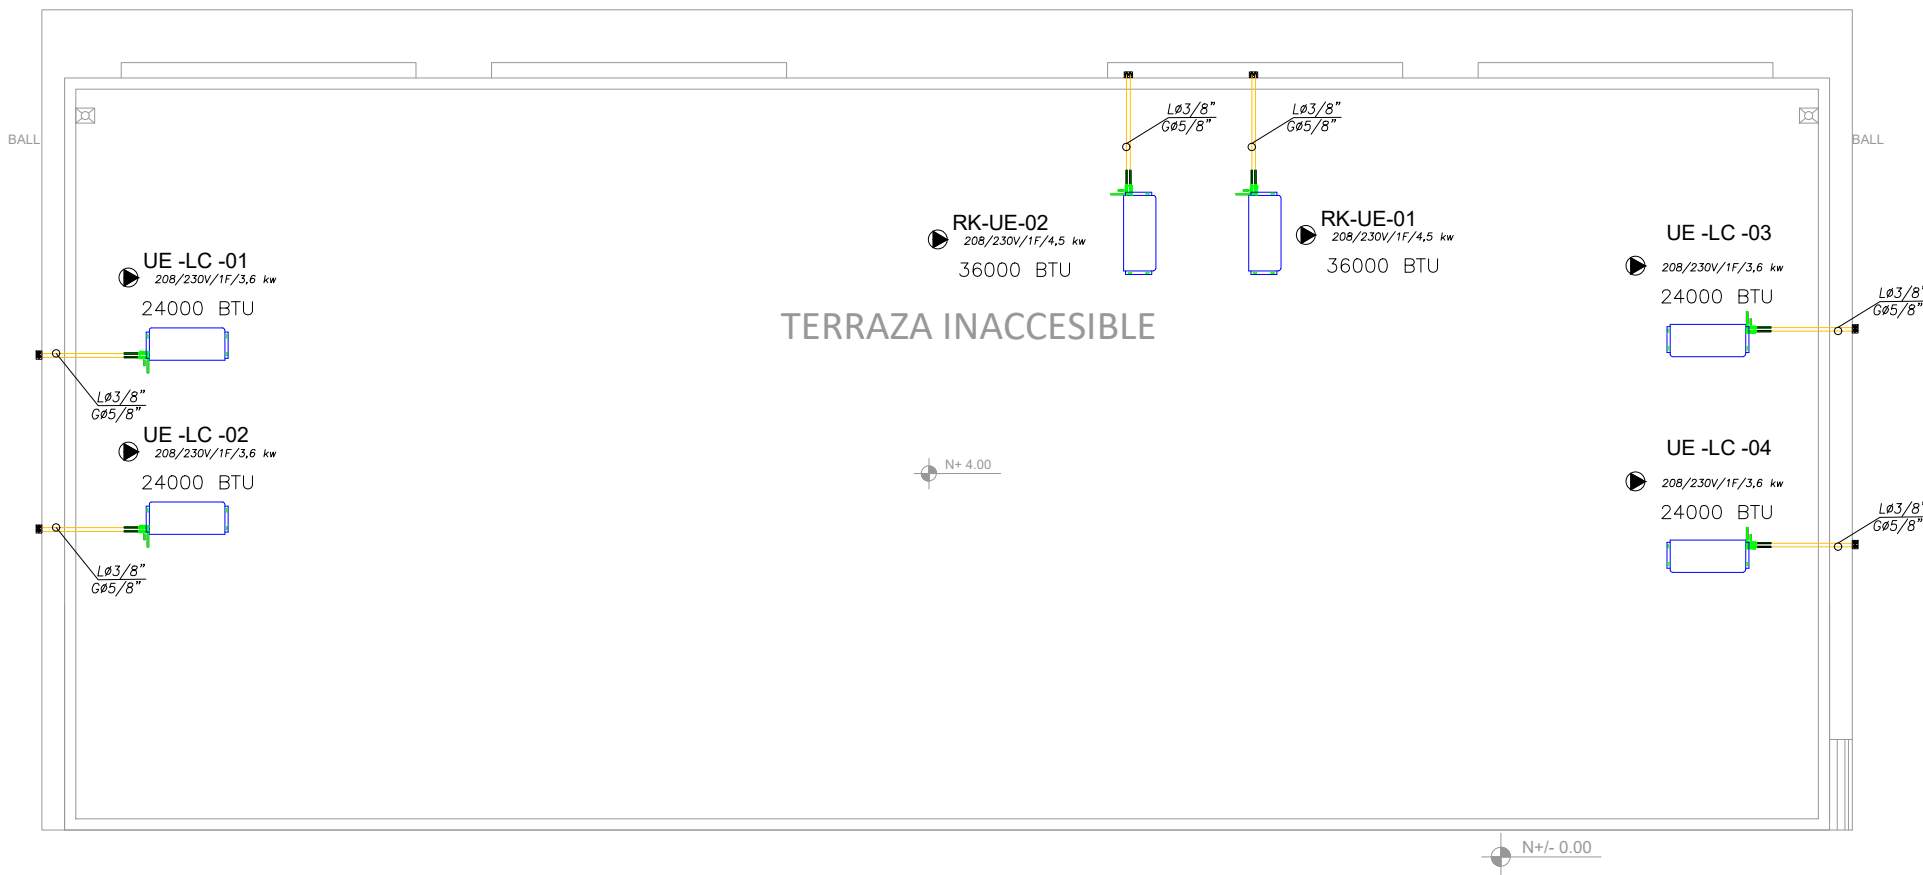 BALL
BALL
Lø3/8"
Gø5/8"
Lø3/8"
Gø5/8"
RK-UE-02
208/230V/1F/4,5 kw
36000 BTU
RK-UE-01
208/230V/1F/4,5 kw
36000 BTU
UE -LC -03
208/230V/1F/3,6 kw
24000 BTU
Lø3/8"
Gø5/8"
UE -LC -01
208/230V/1F/3,6 kw
24000 BTU
Lø3/8"
Gø5/8"
TERRAZA INACCESIBLE
UE -LC -02
208/230V/1F/3,6 kw
24000 BTU
Lø3/8"
Gø5/8"
N+ 4.00
UE -LC -04
208/230V/1F/3,6 kw
24000 BTU
Lø3/8"
Gø5/8"
N+/- 0.00